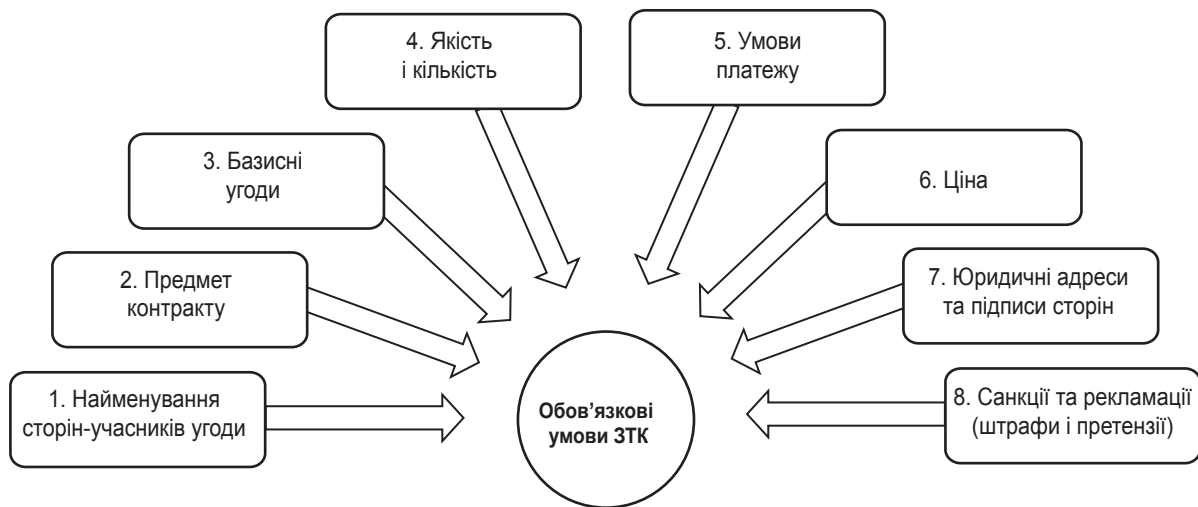 1. Найменування
сторін-учасників угоди
2. Предмет
контракту
3. Базисні
угоди
4. Якість
і кількість
5. Умови
платежу
6. Ціна
7. Юридичні адреси
та підписи сторін
8. Санкції та рекламації
(штрафи і претензії)
Обов’язкові
умови ЗТК